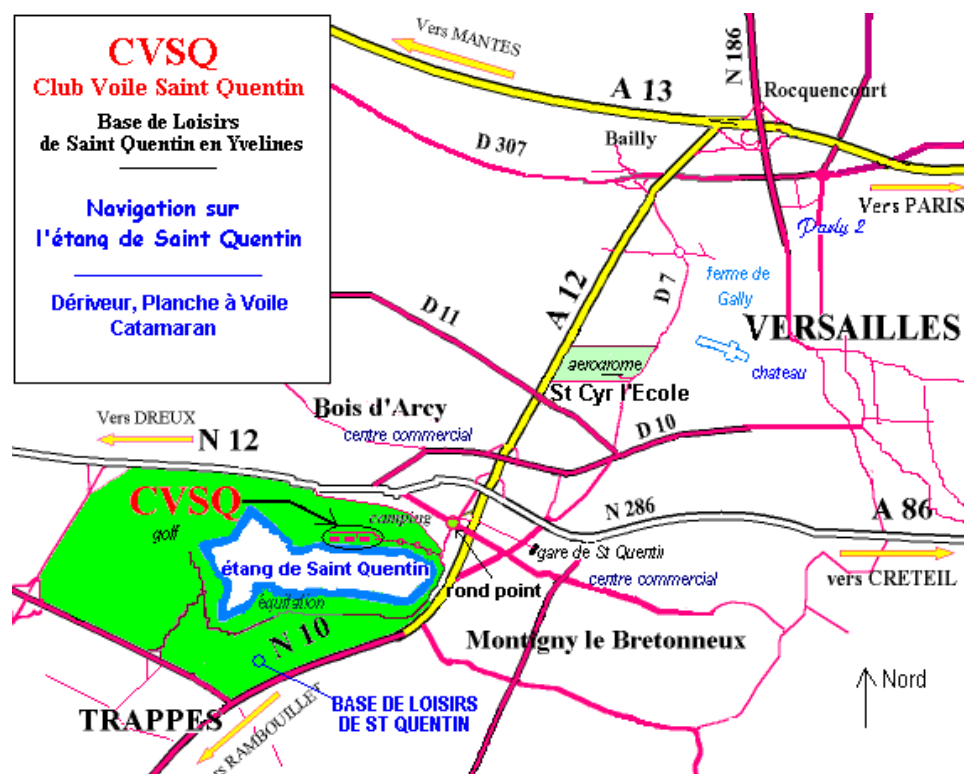 CVSQ
Club Voile Saint Quentin
Base de Loisirs
de Saint Quentin en Yvelines
Navigation sur
l'étang de Saint Quentin
Dériveur, Planche à Voile
Catamaran
Vers MANTES
N 186
A 13
Rocquencourt
Bailly
D 307
Vers PARIS
Parly 2
ferme de
Gally
D 7
A 12
D 11
VERSAILLES
chateau
aerodrome
St Cyr l'Ecole
Bois d'Arcy
centre commercial
D 10
Vers DREUX
N 12
CVSQ
camping
golf
N 286
A 86
gare de St Quentin
étang de Saint Quentin
rond point
centre commercial
vers CRETEIL
équitation
N 10
Montigny le Bretonneux
Nord
BASE DE LOISIRS
DE ST QUENTIN
TRAPPES
RAMBOUILLET